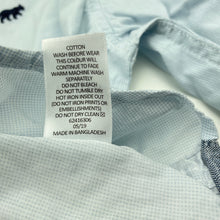 COTTON
WASH BEFORE WEAR
THIS COLOUR WILL
CONTINUE TO FADE
WARM MACHINE WASH
SEPARATELY
DO NOT BLEACH
DO NOT TUMBLE DRY
HOT IRON INSIDE OUT
(DO NOT IRON PRINTS OR
EMBELLISHMENTS)
DO NOT DRY CLEAN
62416306
05/19
MADE IN BANGLADESH